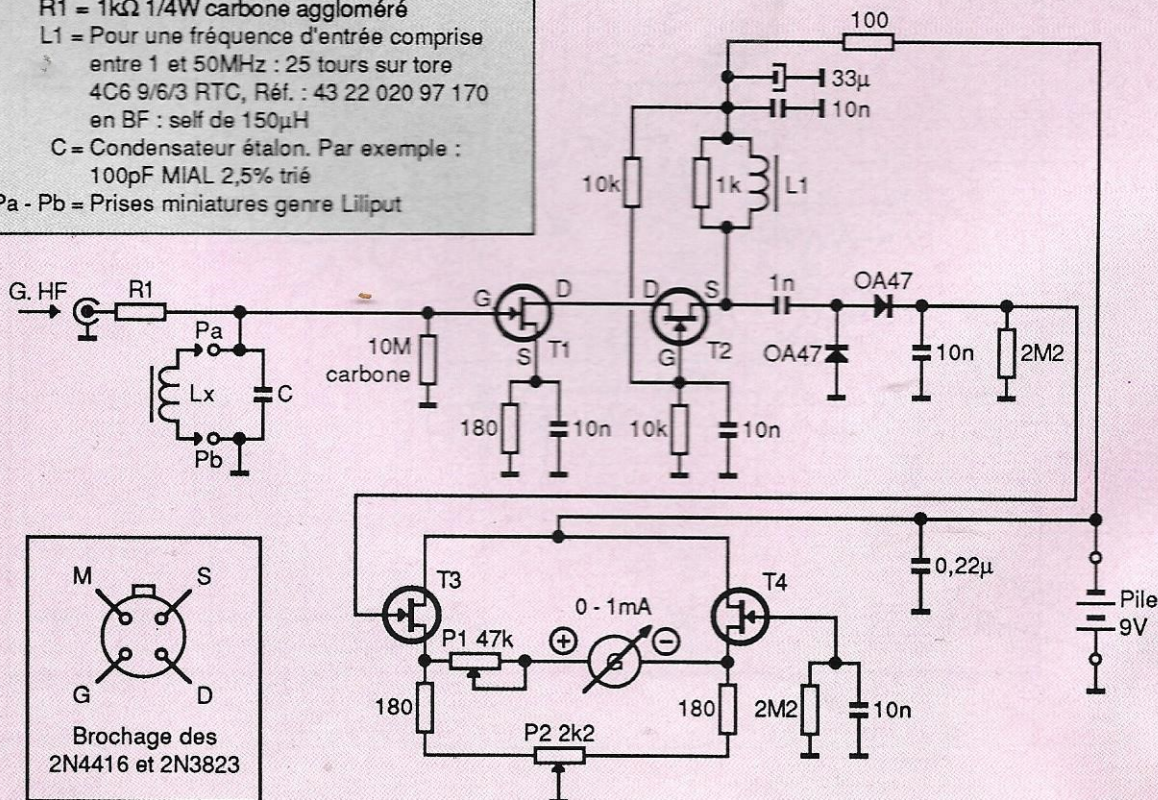 R1 = 1kΩ 1/4W carbone aggloméré
L1 = Pour une fréquence d'entrée comprise
entre 1 et 50MHz : 25 tours sur tore
4C6 9/6/3 RTC, Réf. : 43 22 020 97 170
en BF : self de 150µH
C = Condensateur étalon. Par exemple :
100pF MIAL 2,5% trié
Pa - Pb = Prises miniatures genre Liliput
100
33µ
10n
10k
1k
L1
G. HF
R1
Pa
Lx
C
Pb
10M
carbone
G
D
S
T1
180
10n
D
S
G
T2
10k
10n
1n
OA47
OA47
10n
2M2
M
S
G
D
Brochage des
2N4416 et 2N3823
T3
P1 47k
0 - 1mA
+
G
−
T4
180
180
P2 2k2
2M2
10n
0,22µ
Pile
9V